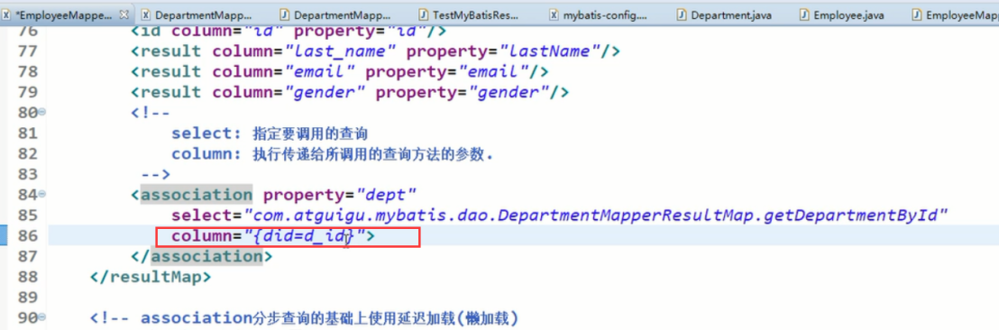 *EmployeeMappe... DepartmentMapp... DepartmentMapp... TestMyBatisRes... mybatis-config.... Department.java Employee.java EmployeeMap
76 <id column="id" property="id"/>
77 <result column="last_name" property="lastName"/>
78 <result column="email" property="email"/>
79 <result column="gender" property="gender"/>
80 <!--
81 select: 指定要调用的查询
82 column: 执行传递给所调用的查询方法的参数.
83 -->
84 <association property="dept"
85 select="com.atguigu.mybatis.dao.DepartmentMapperResultMap.getDepartmentById"
86 column="{did=d_id}">
87 </association>
88 </resultMap>
89
90 <!-- association分步查询的基础上使用延迟加载(懒加载)